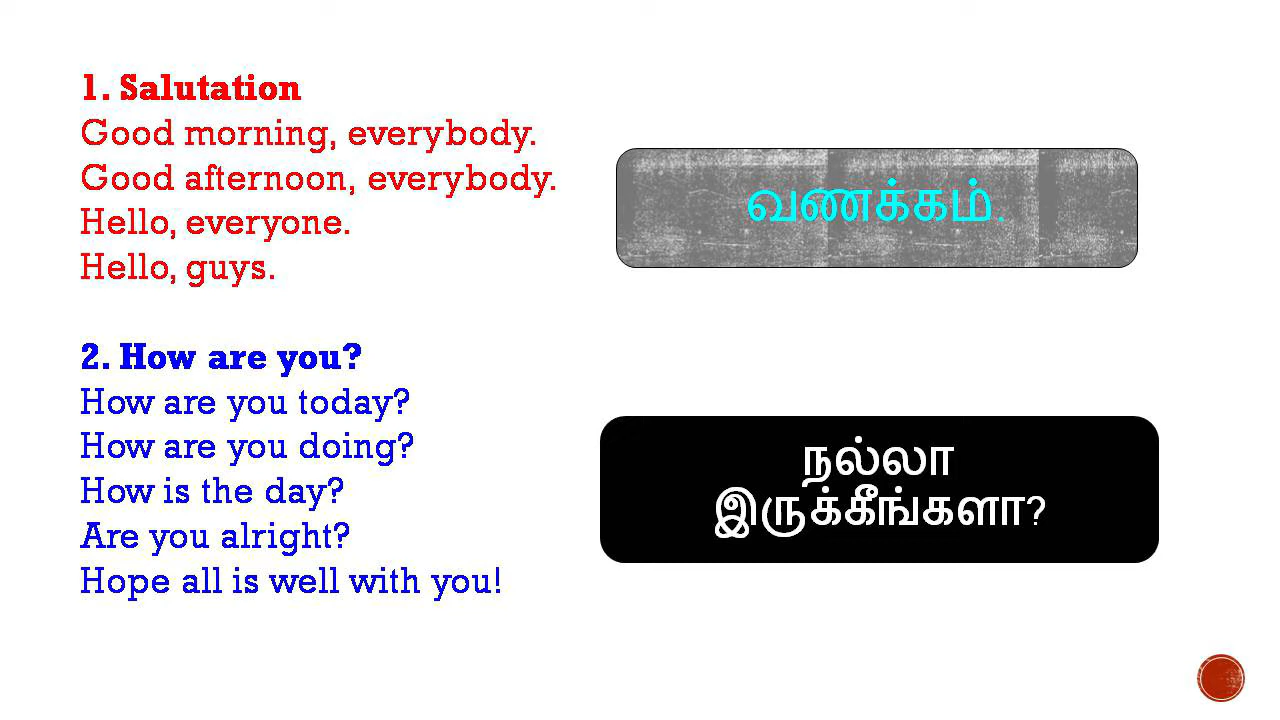 1. Salutation
Good morning, everybody.
Good afternoon, everybody.
Hello, everyone.
Hello, guys.
வணக்கம்.
2. How are you?
How are you today?
How are you doing?
How is the day?
Are you alright?
Hope all is well with you!
நல்லா
இருக்கீங்களா?